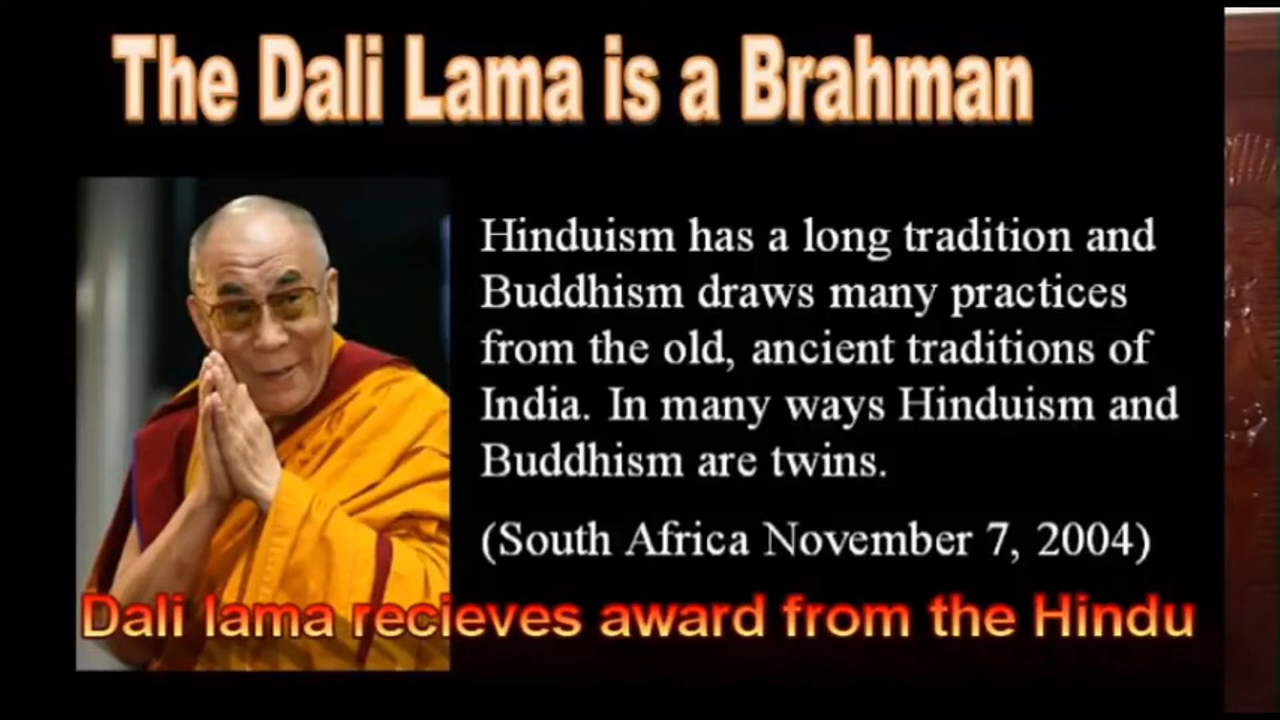 The Dali Lama is a Brahman
Hinduism has a long tradition and
Buddhism draws many practices
from the old, ancient traditions of
India. In many ways Hinduism and
Buddhism are twins.
(South Africa November 7, 2004)
Dali lama recieves award from the Hindu